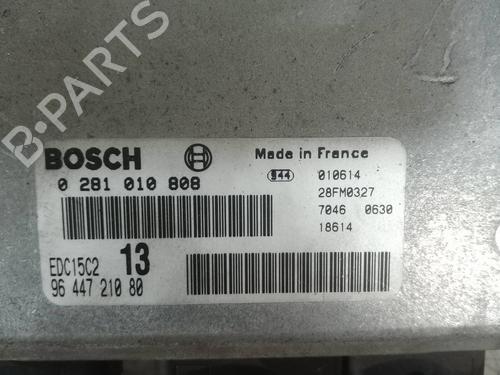 B-PARTS
BOSCH
Made in France
0 281 010 808
944 010614
28FM0327
7046 0630
18614
EDC15C2 13
96 447 210 80